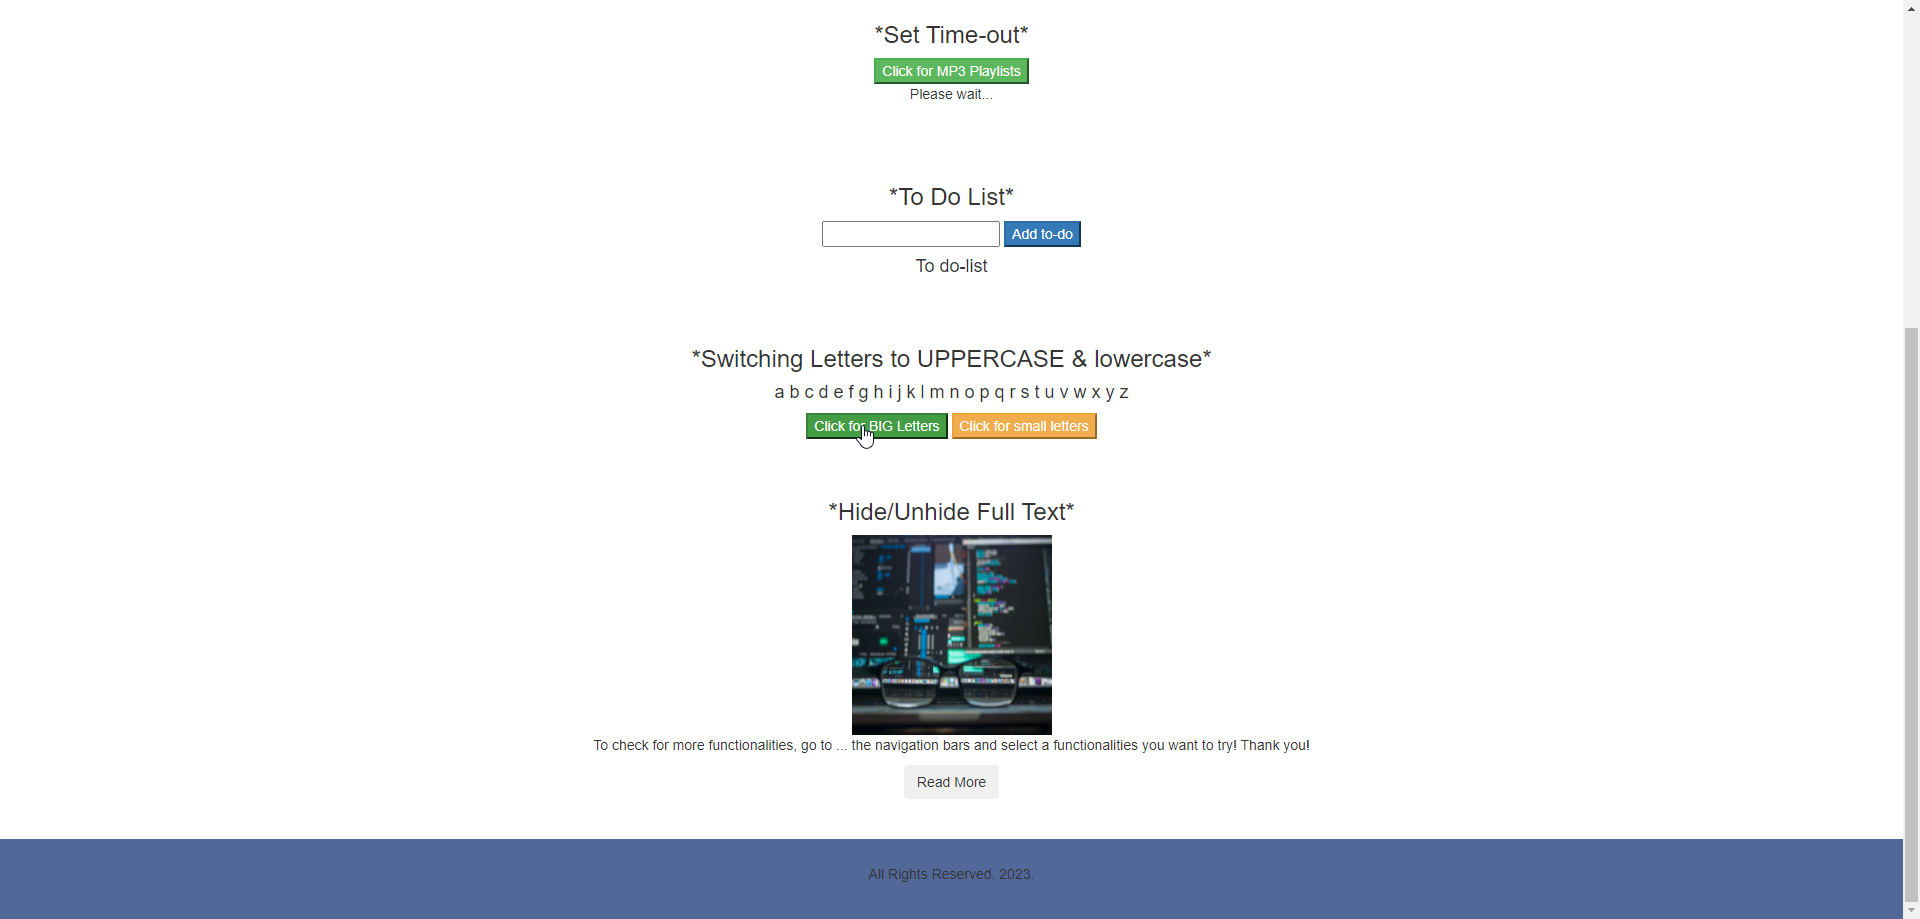 *Set Time-out*
Click for MP3 Playlists
Please wait...
*To Do List*
Add to-do
To do-list
*Switching Letters to UPPERCASE & lowercase*
a b c d e f g h i j k l m n o p q r s t u v w x y z
Click for BIG Letters Click for small letters
*Hide/Unhide Full Text*
To check for more functionalities, go to ... the navigation bars and select a functionalities you want to try! Thank you!
Read More
All Rights Reserved. 2023.